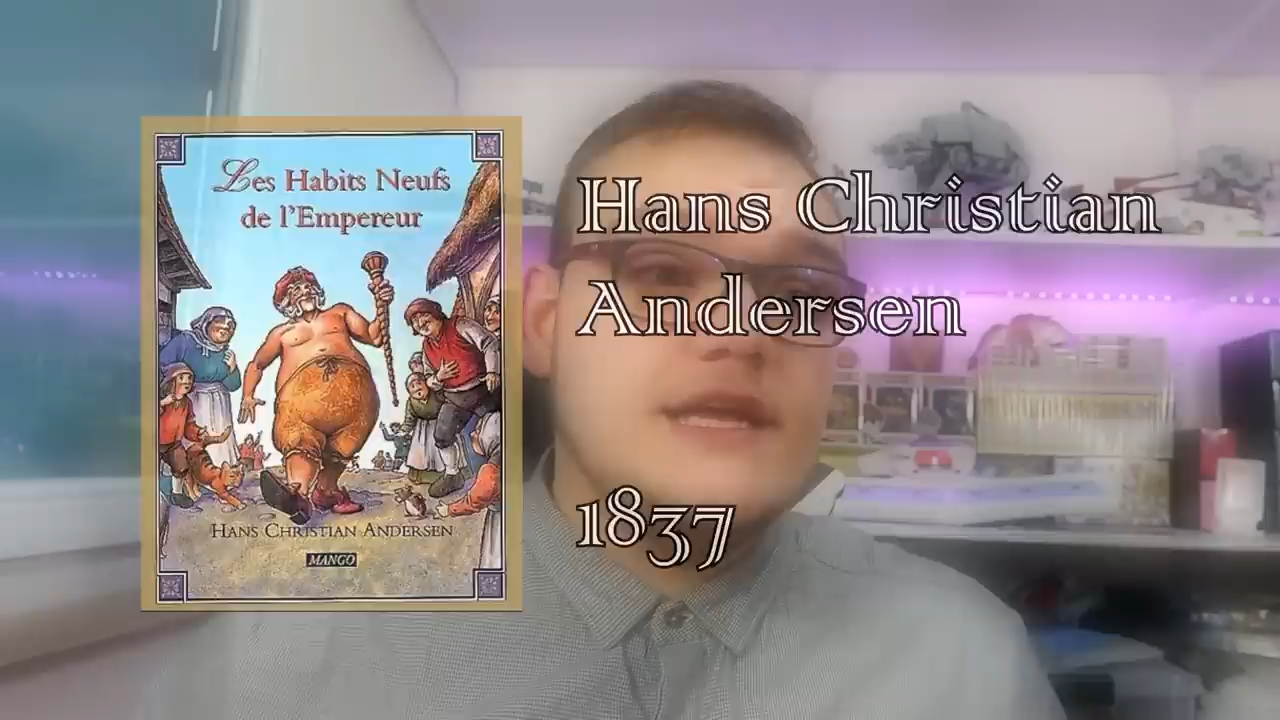 Les Habits Neufs
de l'Empereur
HANS CHRISTIAN ANDERSEN
MANGO
Hans Christian
Andersen
1837